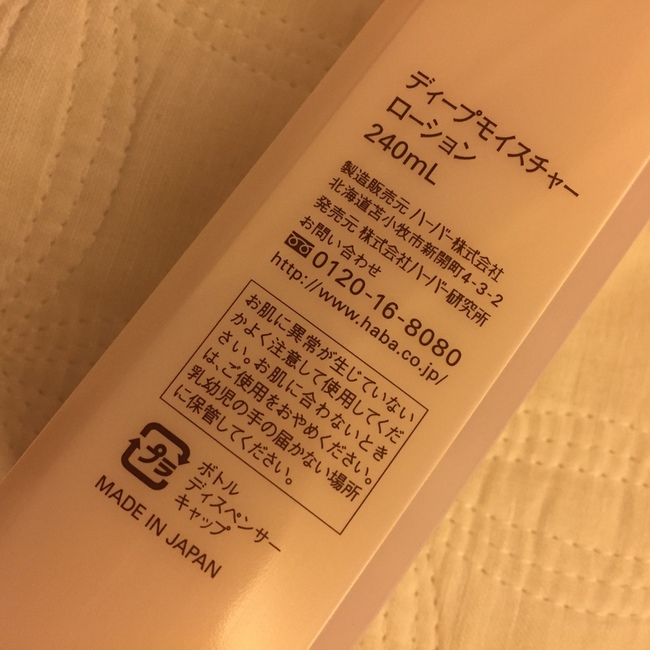 ディープモイスチャー
ローション
240mL
製造販売元 ハーバー株式会社
北海道苫小牧市新開町4-3-2
発売元 株式会社ハーバー研究所
お問い合わせ
0120-16-8080
http://www.haba.co.jp/
お肌に異常が生じていない
かよく注意して使用してくだ
さい。お肌に合わないとき
は、ご使用をおやめください。
乳幼児の手の届かない場所
に保管してください。
プラ
ボトル
ディスペンサー
キャップ
MADE IN JAPAN